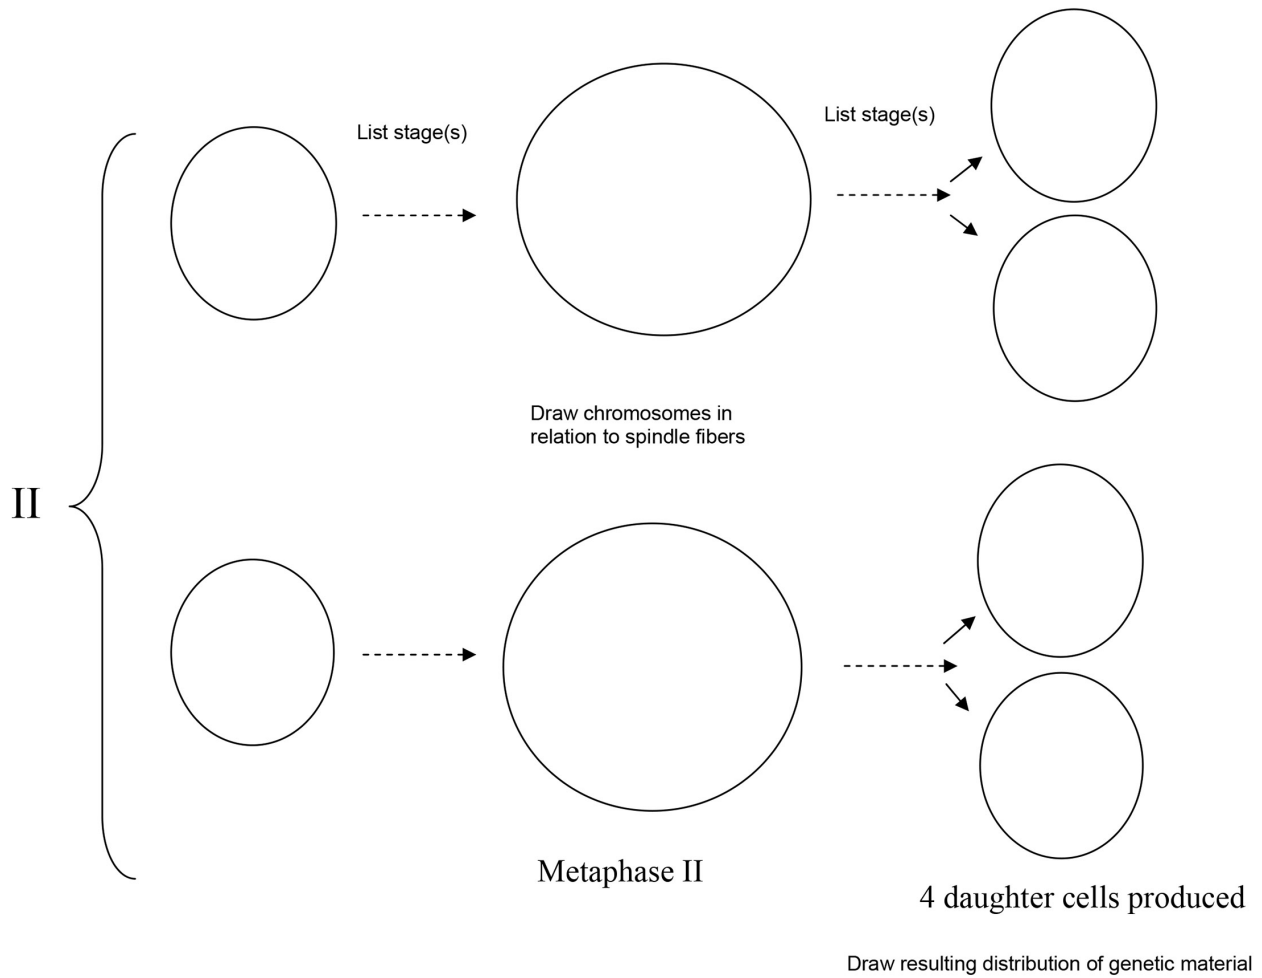 List stage(s)
List stage(s)
Draw chromosomes in
relation to spindle fibers
II
Metaphase II
4 daughter cells produced
Draw resulting distribution of genetic material